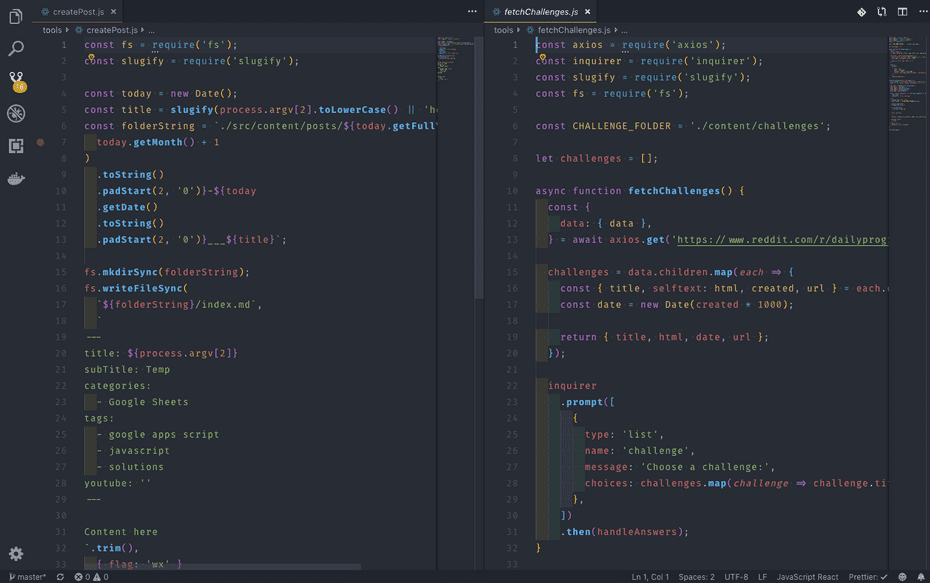 createPost.js ×
tools › createPost.js › ...
1 const fs = require('fs');
2 const slugify = require('slugify');
3
4 const today = new Date();
5 const title = slugify(process.argv[2].toLowerCase() || 'h
6 const folderString = `./src/content/posts/${today.getFull
7 today.getMonth() + 1
8 )
9 .toString()
10 .padStart(2, '0')}-${today
11 .getDate()
12 .toString()
13 .padStart(2, '0')}___${title}`;
14
15 fs.mkdirSync(folderString);
16 fs.writeFileSync(
17 `${folderString}/index.md`,
18 `
19 ---
20 title: ${process.argv[2]}
21 subTitle: Temp
22 categories:
23 - Google Sheets
24 tags:
25 - google apps script
26 - javascript
27 - solutions
28 youtube: ''
29 ---
30
31 Content here
32 `.trim(),
33 { flag: 'wx' }
fetchChallenges.js ×
tools › fetchChallenges.js › ...
1 const axios = require('axios');
2 const inquirer = require('inquirer');
3 const slugify = require('slugify');
4 const fs = require('fs');
5
6 const CHALLENGE_FOLDER = './content/challenges';
7
8 let challenges = [];
9
10 async function fetchChallenges() {
11 const {
12 data: { data },
13 } = await axios.get('https://www.reddit.com/r/dailyprog
14
15 challenges = data.children.map(each => {
16 const { title, selftext: html, created, url } = each.
17 const date = new Date(created * 1000);
18
19 return { title, html, date, url };
20 });
21
22 inquirer
23 .prompt([
24 {
25 type: 'list',
26 name: 'challenge',
27 message: 'Choose a challenge:',
28 choices: challenges.map(challenge => challenge.ti
29 },
30 ])
31 .then(handleAnswers);
32 }
33
master* 0 0 Ln 1, Col 1 Spaces: 2 UTF-8 LF JavaScript React Prettier: ✓